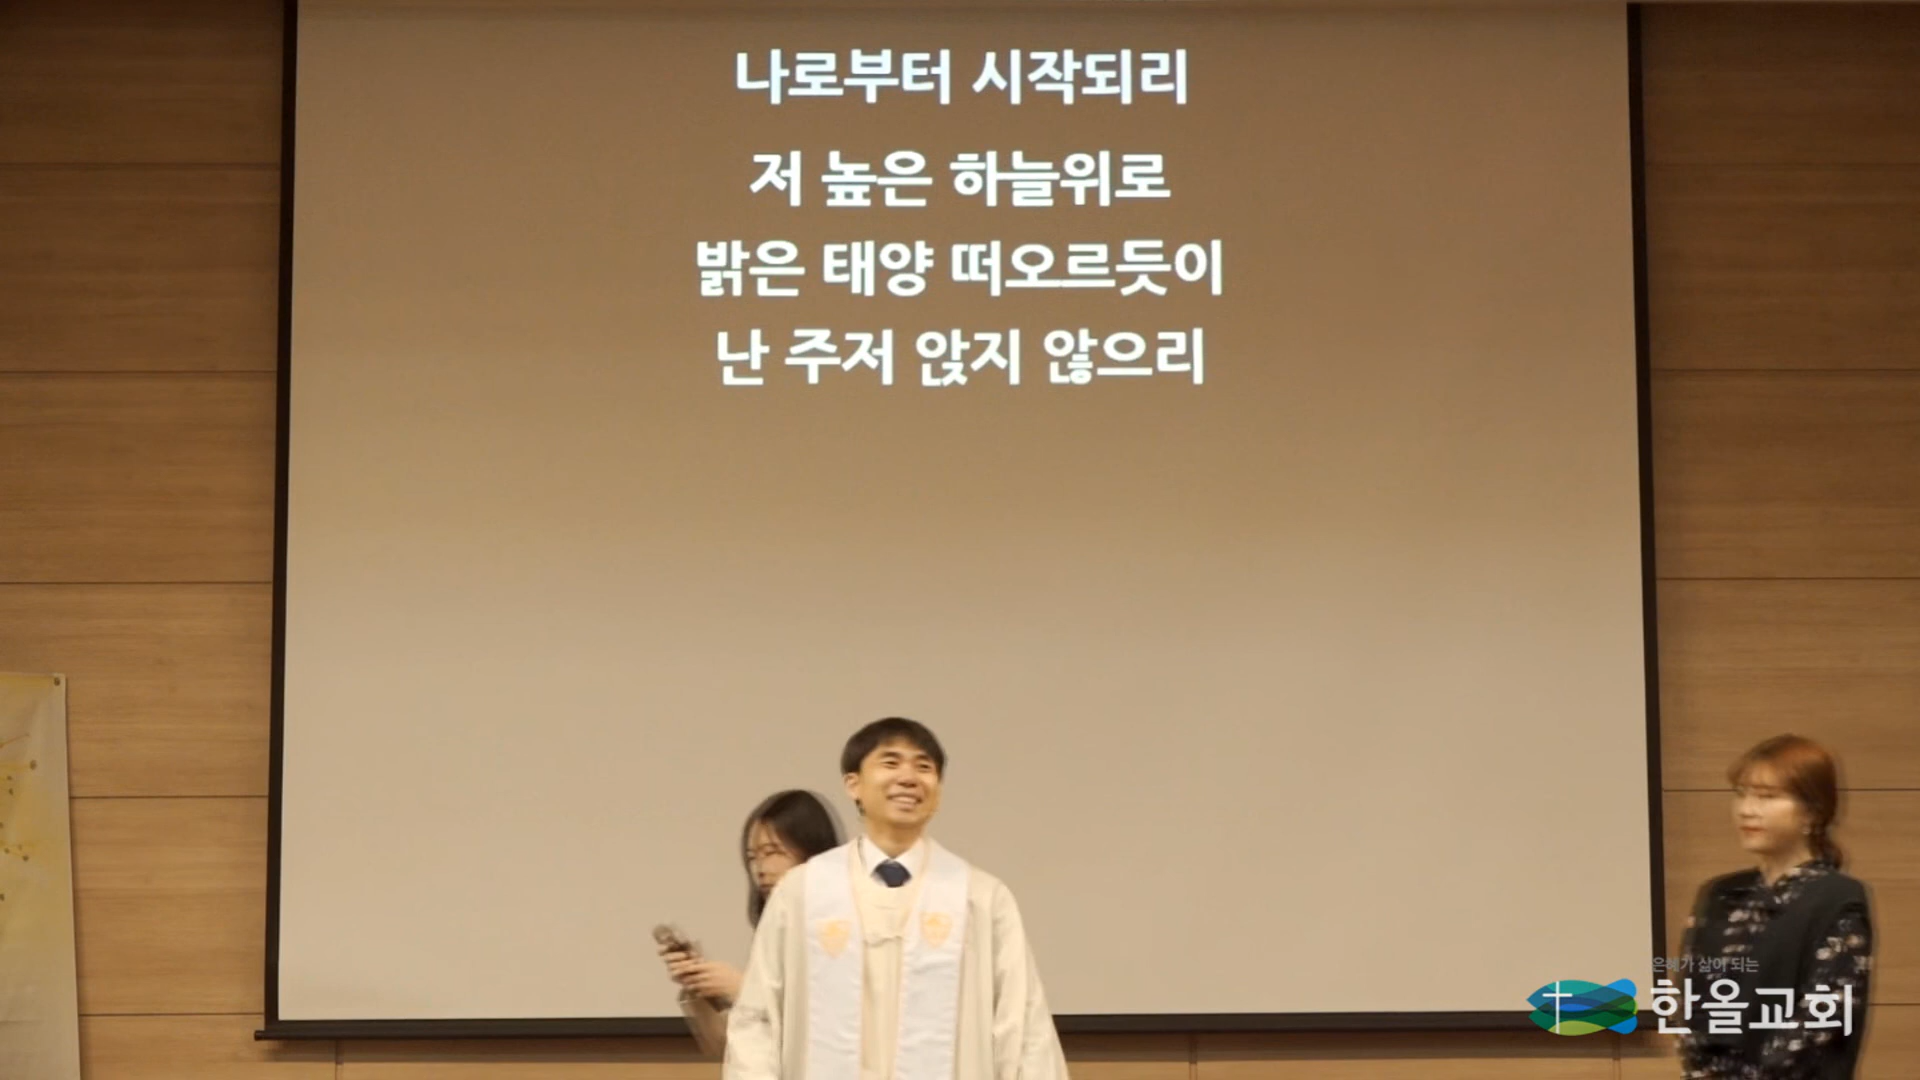 나로부터 시작되리
저 높은 하늘위로
밝은 태양 떠오르듯이
난 주저 앉지 않으리
은혜가 삶이 되는
한올교회